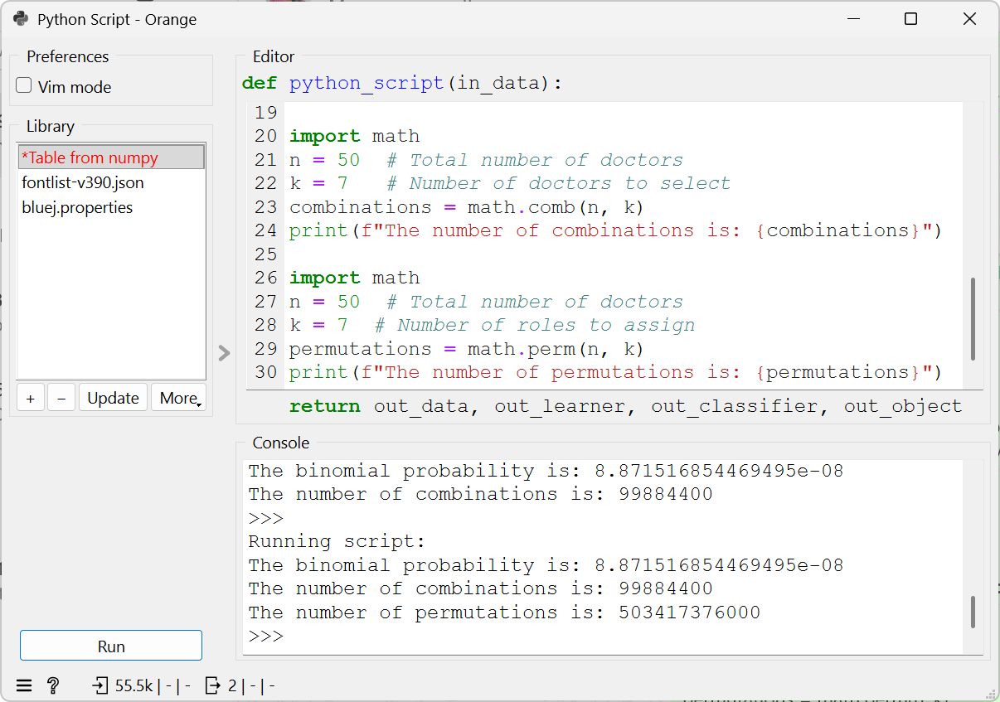 Python Script - Orange
Preferences
Vim mode
Library
*Table from numpy
fontlist-v390.json
bluej.properties
+
−
Update
More
Run
Editor
def python_script(in_data):
19
20 import math
21 n = 50  # Total number of doctors
22 k = 7   # Number of doctors to select
23 combinations = math.comb(n, k)
24 print(f"The number of combinations is: {combinations}")
25
26 import math
27 n = 50  # Total number of doctors
28 k = 7  # Number of roles to assign
29 permutations = math.perm(n, k)
30 print(f"The number of permutations is: {permutations}")
return out_data, out_learner, out_classifier, out_object
Console
The binomial probability is: 8.871516854469495e-08
The number of combinations is: 99884400
>>>
Running script:
The binomial probability is: 8.871516854469495e-08
The number of combinations is: 99884400
The number of permutations is: 503417376000
>>>
? 55.5k | - | - 2 | - | -